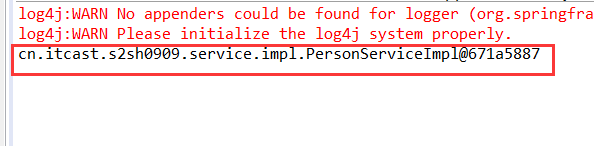 log4j:WARN No appenders could be found for logger (org.springfra
log4j:WARN Please initialize the log4j system properly.
cn.itcast.s2sh0909.service.impl.PersonServiceImpl@671a5887